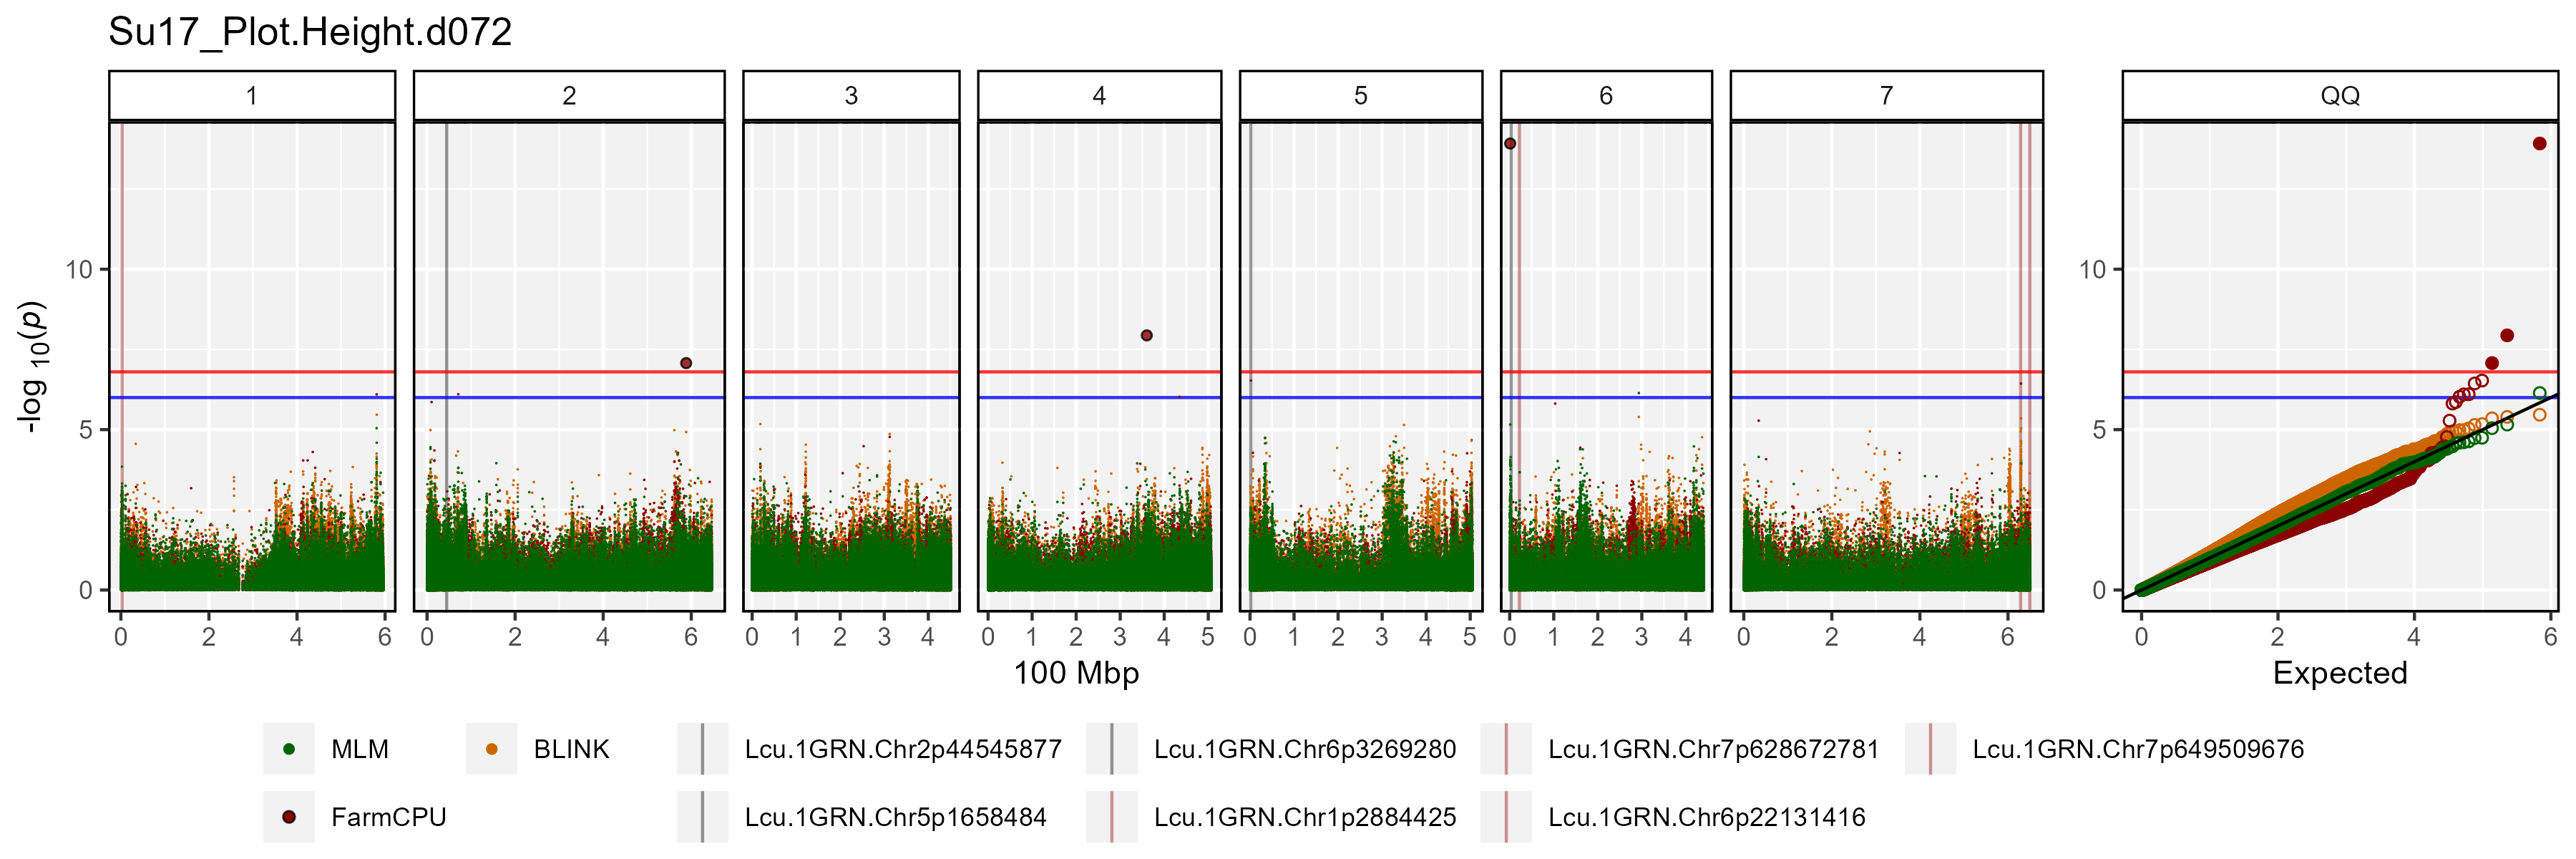 Su17_Plot.Height.d072
1 2 3 4 5 6 7 QQ
-log 10(p)
10
5
0
10
5
0
0 2 4 6 0 2 4 6 0 1 2 3 4 0 1 2 3 4 5 0 1 2 3 4 5 0 1 2 3 4 0 2 4 6 0 2 4 6
100 Mbp Expected
MLM BLINK Lcu.1GRN.Chr2p44545877 Lcu.1GRN.Chr6p3269280 Lcu.1GRN.Chr7p628672781 Lcu.1GRN.Chr7p649509676
FarmCPU Lcu.1GRN.Chr5p1658484 Lcu.1GRN.Chr1p2884425 Lcu.1GRN.Chr6p22131416